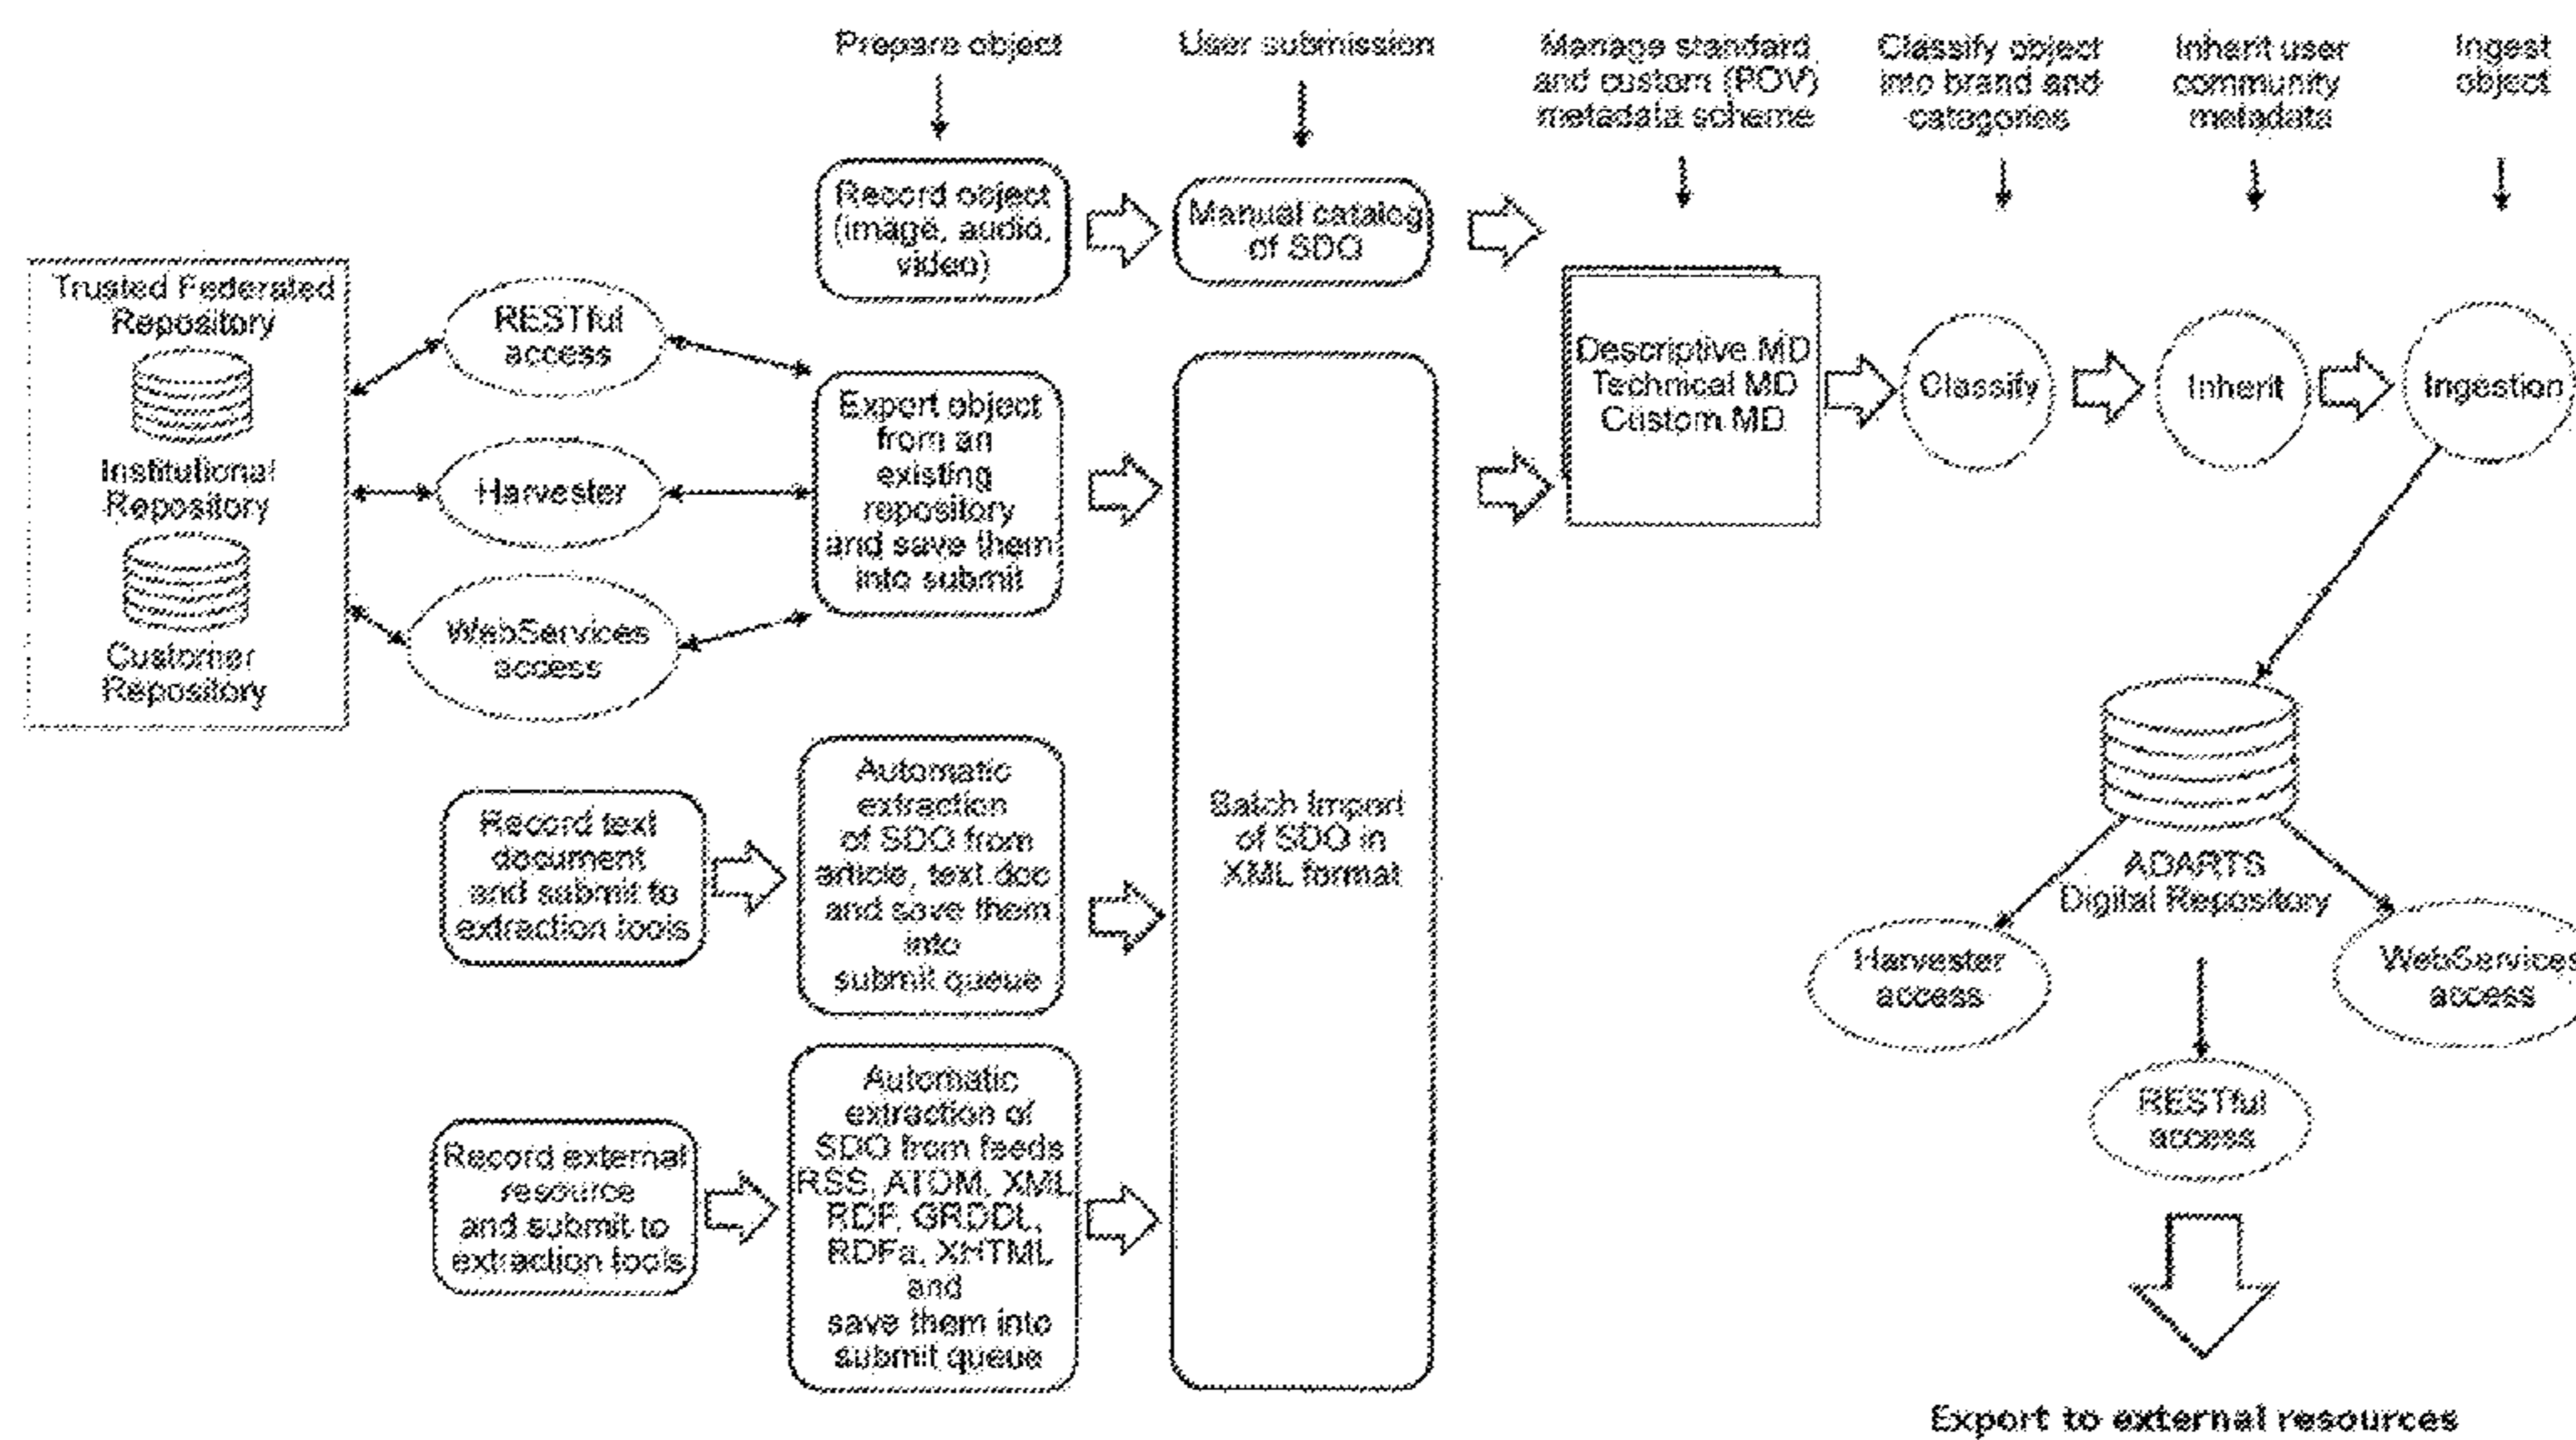 Prepare object
User submission
Manage standard
and custom (POV)
metadata scheme
Classify object
into brand and
catagories
Inherit user
community
metadata
Ingest
object
Record object
(image, audio,
video)
Manual catalog
of SDO
Trusted Federated
Repository
Institutional
Repository
Customer
Repository
RESTful
access
Harvester
WebServices
access
Export object
from an
existing
repository
and save them
into submit
Descriptive MD
Technical MD
Custom MD
Classify
Inherit
Ingestion
Record text
document
and submit to
extraction tools
Automatic
extraction
of SDO from
article, text doc
and save them
into
submit queue
Batch Import
of SDO in
XML format
ADARTS
Digital Repository
Harvester
access
WebServices
access
RESTful
access
Record external
resource
and submit to
extraction tools
Automatic
extraction of
SDO from feeds
RSS, ATOM, XML
RDF, GRDDL,
RDFa, XHTML
and
save them into
submit queue
Export to external resources